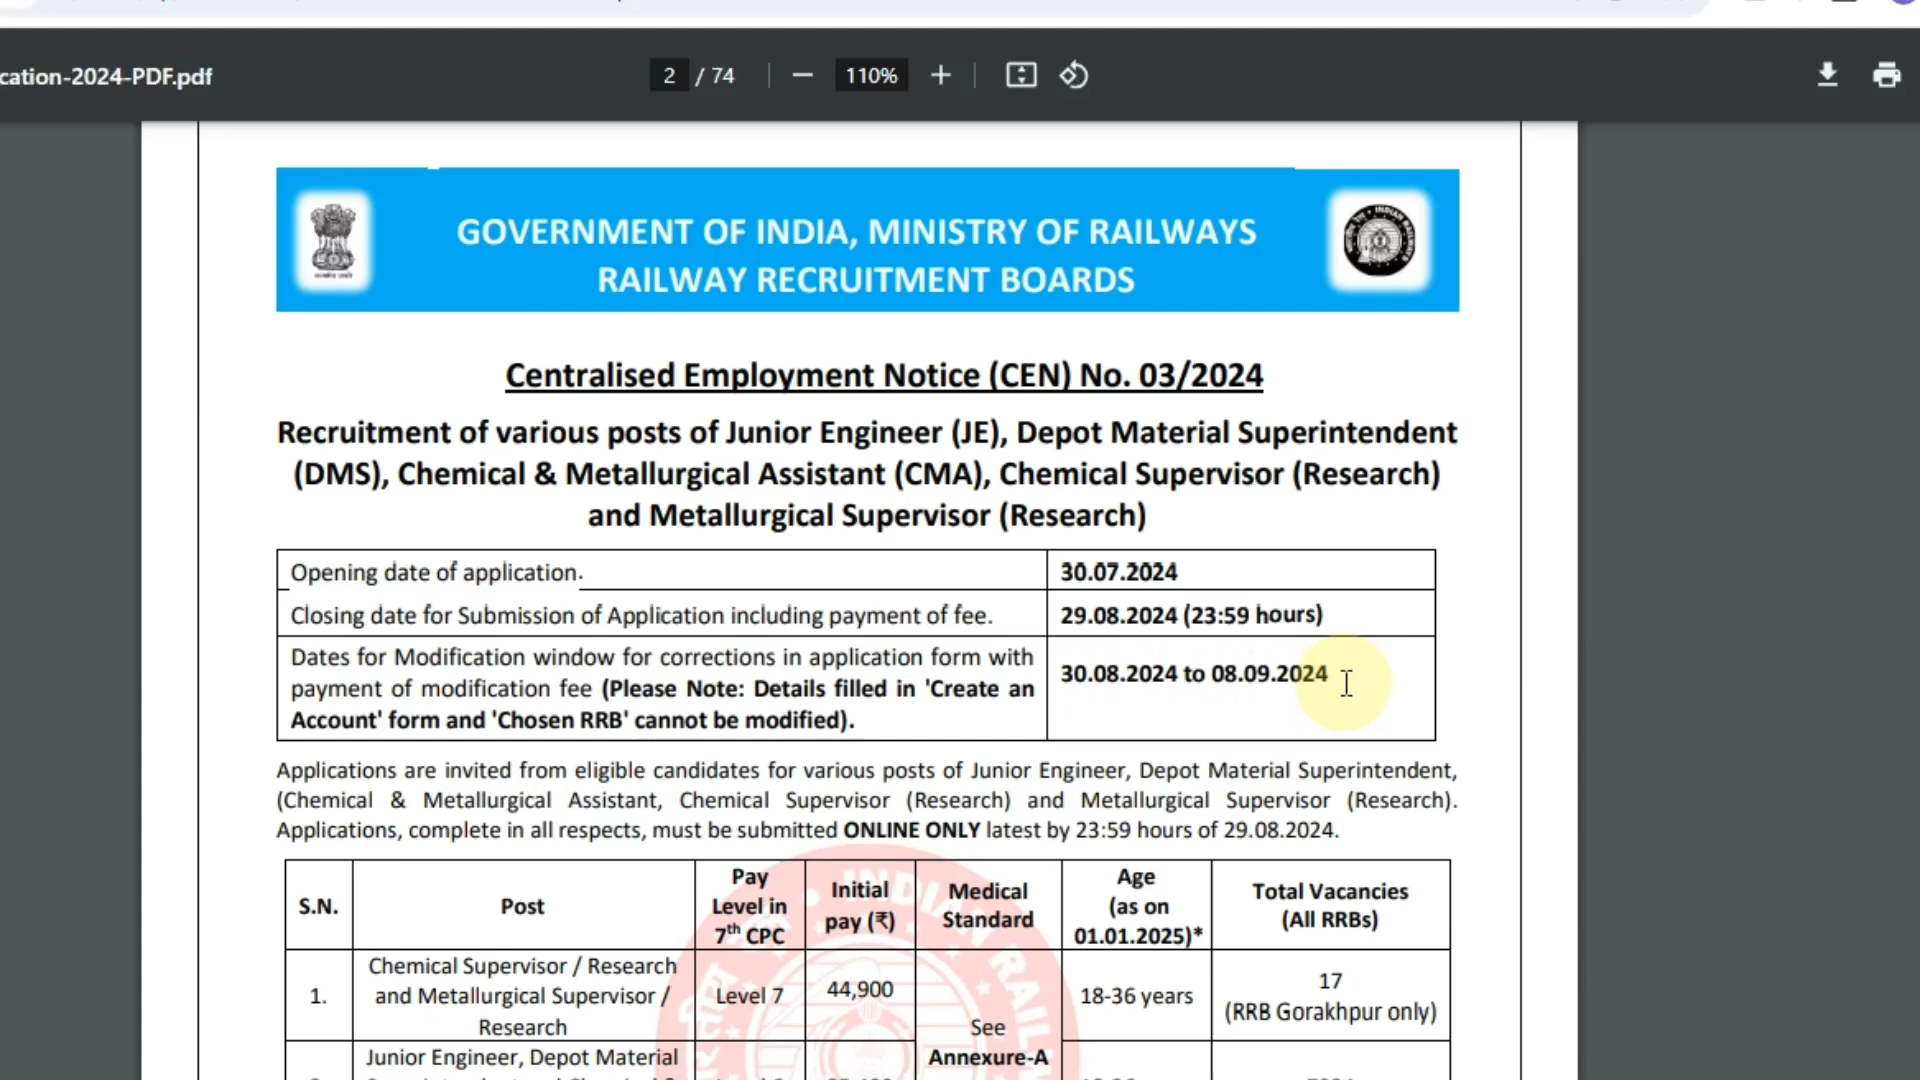 cation-2024-PDF.pdf
2 / 74
110%
GOVERNMENT OF INDIA, MINISTRY OF RAILWAYS
RAILWAY RECRUITMENT BOARDS
Centralised Employment Notice (CEN) No. 03/2024
Recruitment of various posts of Junior Engineer (JE), Depot Material Superintendent
(DMS), Chemical & Metallurgical Assistant (CMA), Chemical Supervisor (Research)
and Metallurgical Supervisor (Research)
Opening date of application. 30.07.2024
Closing date for Submission of Application including payment of fee. 29.08.2024 (23:59 hours)
Dates for Modification window for corrections in application form with
payment of modification fee (Please Note: Details filled in 'Create an
Account' form and 'Chosen RRB' cannot be modified).
30.08.2024 to 08.09.2024
Applications are invited from eligible candidates for various posts of Junior Engineer, Depot Material Superintendent,
(Chemical & Metallurgical Assistant, Chemical Supervisor (Research) and Metallurgical Supervisor (Research).
Applications, complete in all respects, must be submitted ONLINE ONLY latest by 23:59 hours of 29.08.2024.
S.N.
Post
Pay
Level in
7th CPC
Initial
pay (₹)
Medical
Standard
Age
(as on
01.01.2025)*
Total Vacancies
(All RRBs)
1.
Chemical Supervisor / Research
and Metallurgical Supervisor /
Research
Level 7
44,900
See
Annexure-A
18-36 years
17
(RRB Gorakhpur only)
Junior Engineer, Depot Material
INDIAN RAIL